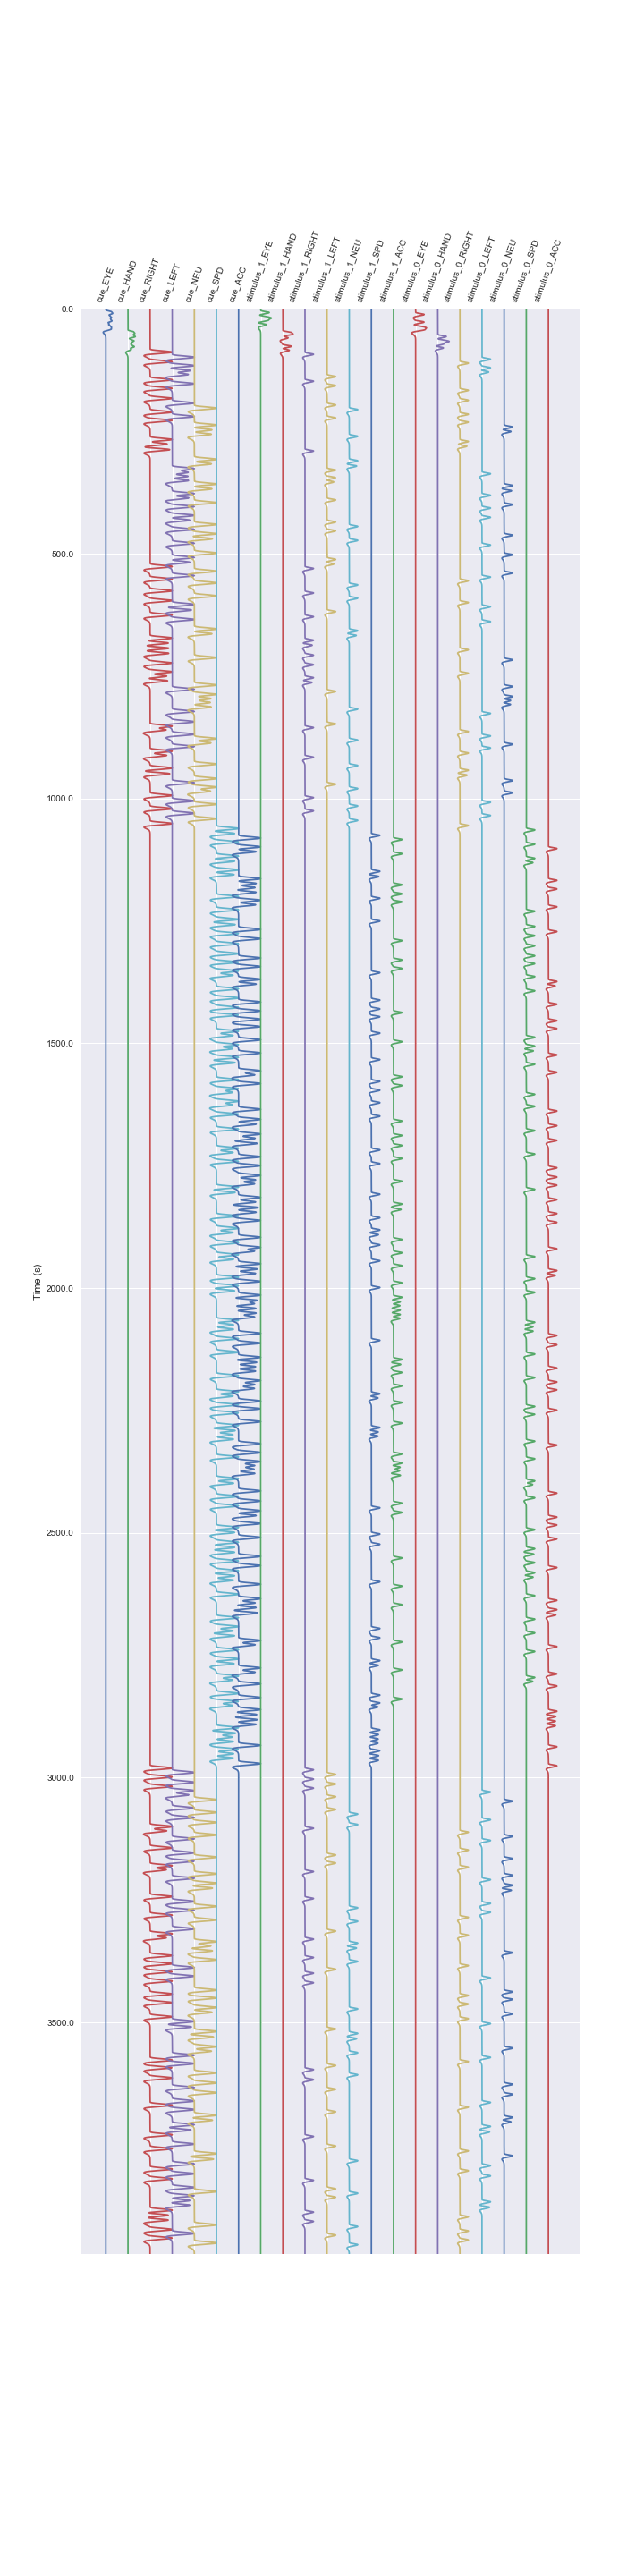 cue_EYE
cue_HAND
cue_RIGHT
cue_LEFT
cue_NEU
cue_SPD
cue_ACC
stimulus_1_EYE
stimulus_1_HAND
stimulus_1_RIGHT
stimulus_1_LEFT
stimulus_1_NEU
stimulus_1_SPD
stimulus_1_ACC
stimulus_0_EYE
stimulus_0_HAND
stimulus_0_RIGHT
stimulus_0_LEFT
stimulus_0_NEU
stimulus_0_SPD
stimulus_0_ACC
0.0
500.0
1000.0
1500.0
2000.0
2500.0
3000.0
3500.0
Time (s)